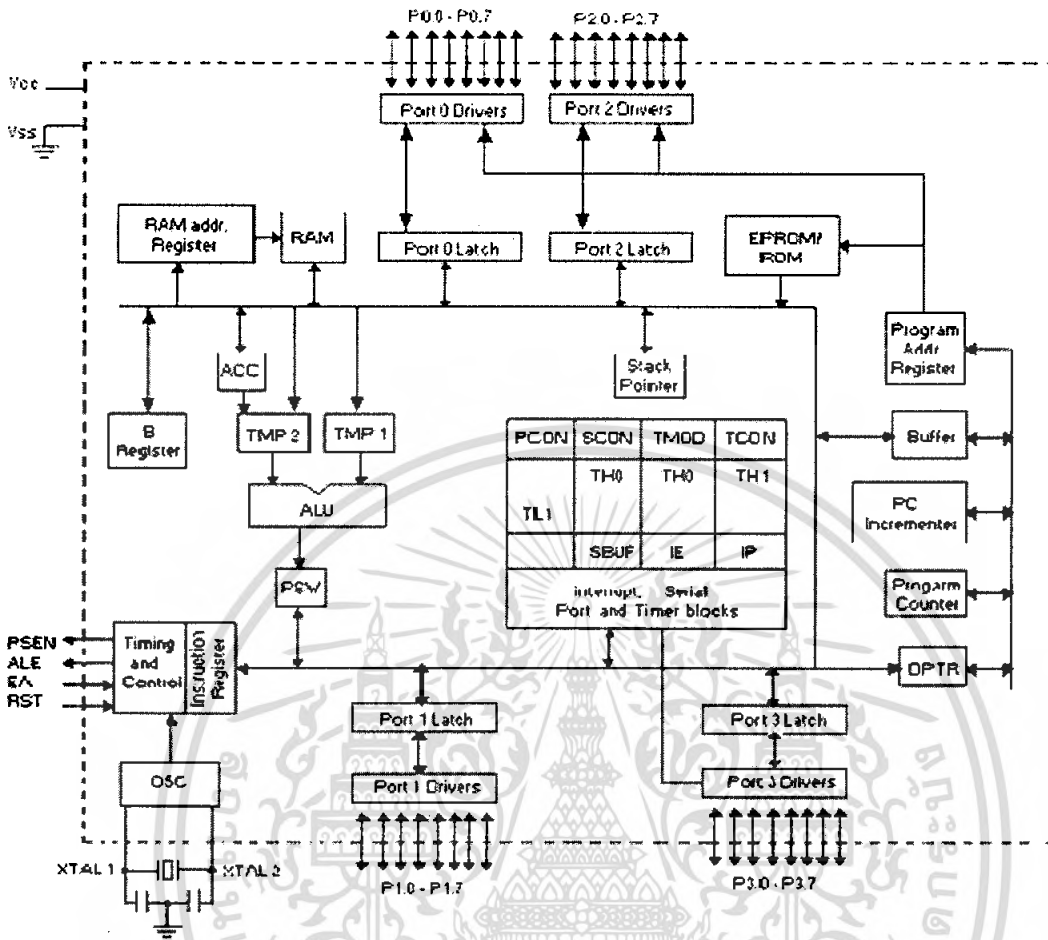 P0.0 - P0.7
P2.0 - P2.7
Vcc
Vss
Port 0 Drivers
Port 2 Drivers
RAM addr.
Register
RAM
Port 0 Latch
Port 2 Latch
EPROM/
ROM
Program
Addr
Register
ACC
Stack
Pointer
B
Register
TMP 2
TMP 1
PCON SCON TMOD TCON
TH0 TH0 TH1
TL1
SBUF IE IP
Interrupt, Serial
Port and Timer blocks
Buffer
ALU
PC
Incrementer
PSW
Progarm
Counter
PSEN
ALE
EA
RST
Timing
and
Control
Instruction
Register
DPTR
Port 1 Latch
Port 3 Latch
OSC
Port 1 Drivers
Port 3 Drivers
XTAL 1
XTAL 2
P1.0 - P1.7
P3.0 - P3.7